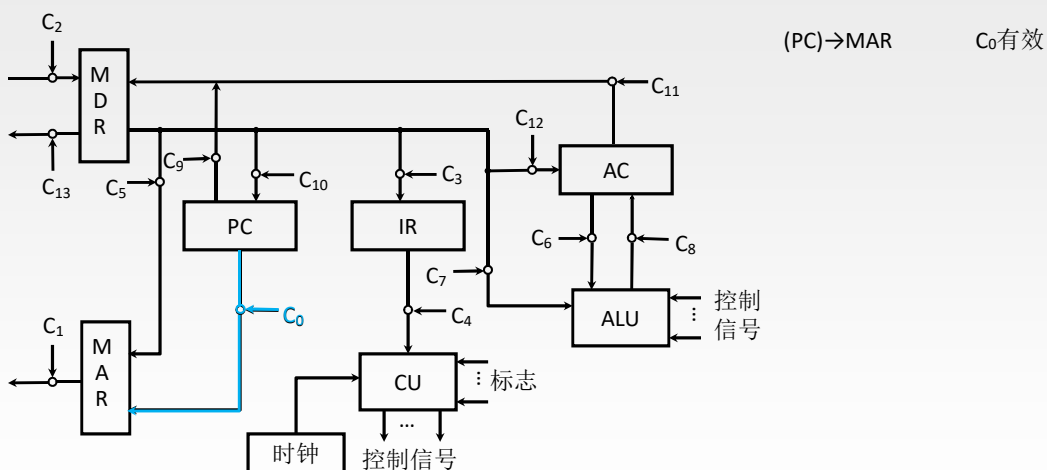 (PC)→MAR
C₀有效
C₂
M
D
R
C₁₁
C₁₂
C₁₃
C₅
C₉
C₁₀
C₃
AC
PC
IR
C₆
C₈
C₇
C₀
C₄
ALU
控制
⋮
信号
C₁
M
A
R
CU
⋮ 标志
…
时钟
控制信号